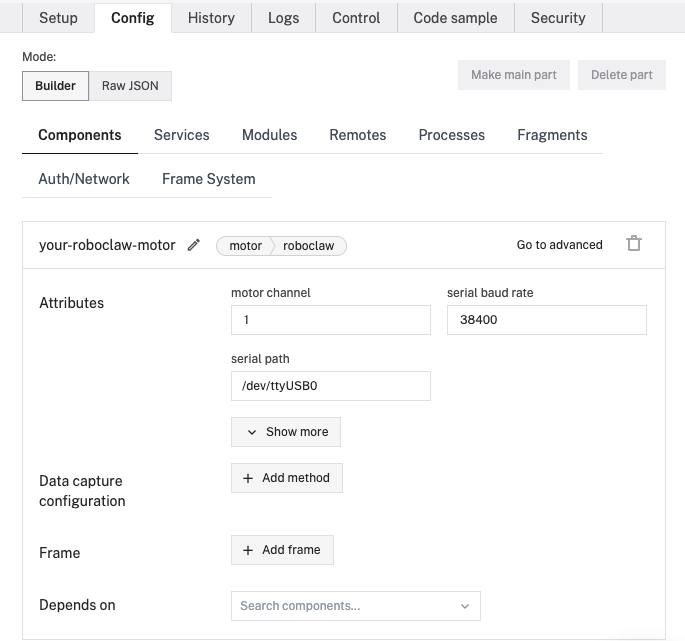 Setup Config History Logs Control Code sample Security
Mode:
Builder Raw JSON Make main part Delete part
Components Services Modules Remotes Processes Fragments
Auth/Network Frame System
your-roboclaw-motor motor roboclaw Go to advanced
Attributes
motor channel serial baud rate
1 38400
serial path
/dev/ttyUSB0
Show more
Data capture
configuration
+ Add method
Frame + Add frame
Depends on Search components...